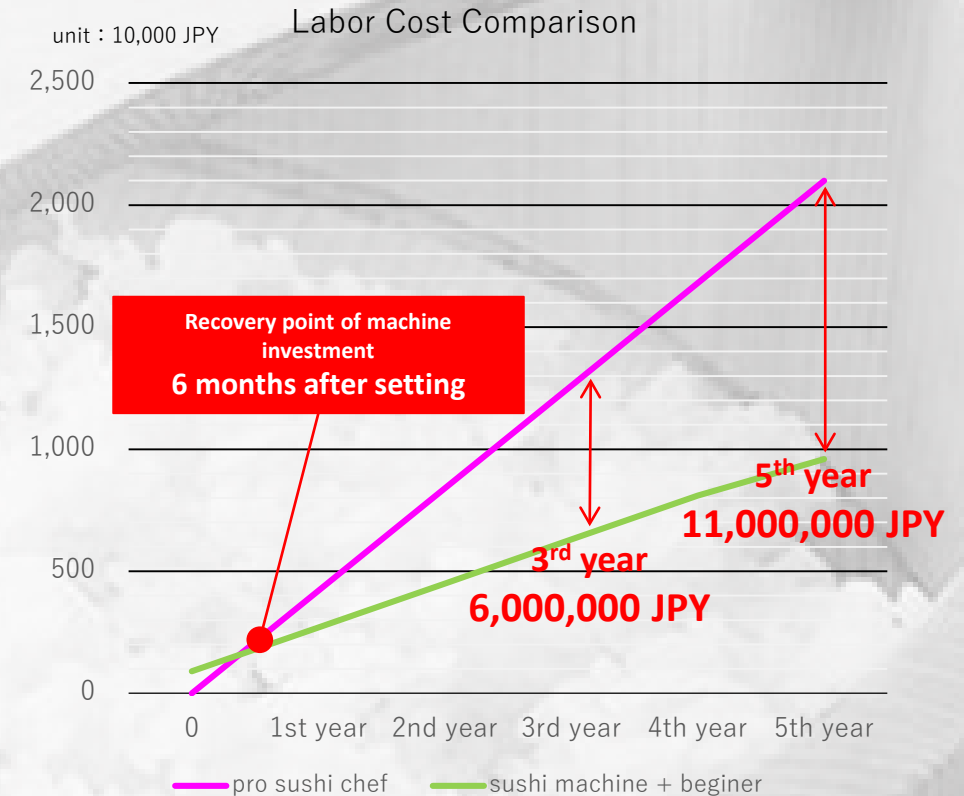 Labor Cost Comparison
unit：10,000 JPY
2,500
2,000
1,500
1,000
500
0
Recovery point of machine
investment
6 months after setting
5th year
11,000,000 JPY
3rd year
6,000,000 JPY
0 1st year 2nd year 3rd year 4th year 5th year
pro sushi chef sushi machine + beginer